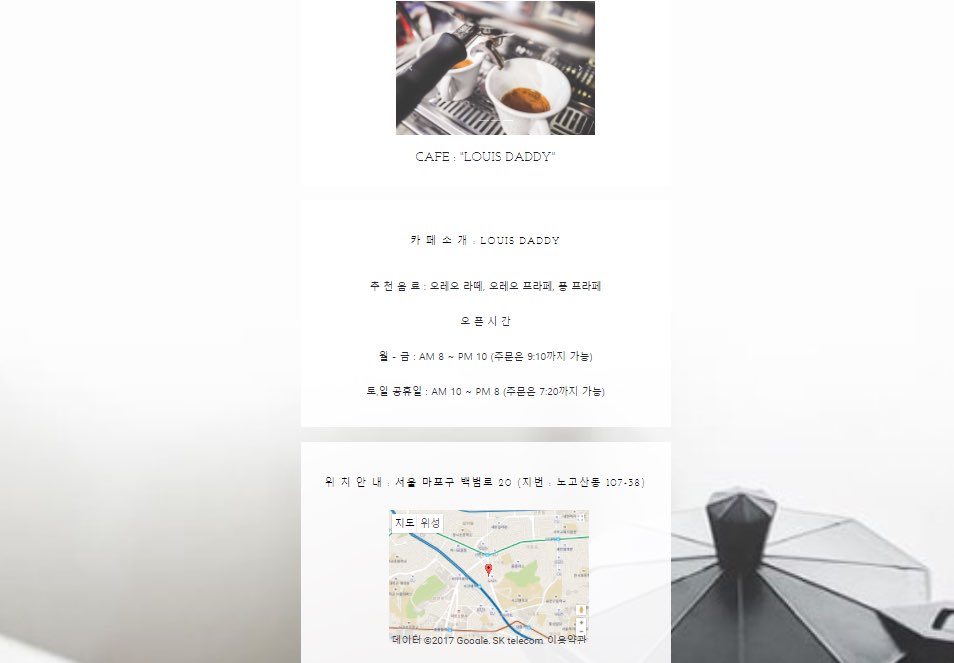 CAFE : "LOUIS DADDY"
카 페 소 개 : LOUIS DADDY
추 천 음 료 : 오레오 라떼, 오레오 프라페, 퐁 프라페
오 픈 시 간
월 - 금 : AM 8 ~ PM 10 (주문은 9:10까지 가능)
토,일 공휴일 : AM 10 ~ PM 8 (주문은 7:20까지 가능)
위 치 안 내 : 서울 마포구 백범로 20 (지번 : 노고산동 107-38)
지도 위성
데이터 ©2017 Google, SK telecom 이용약관